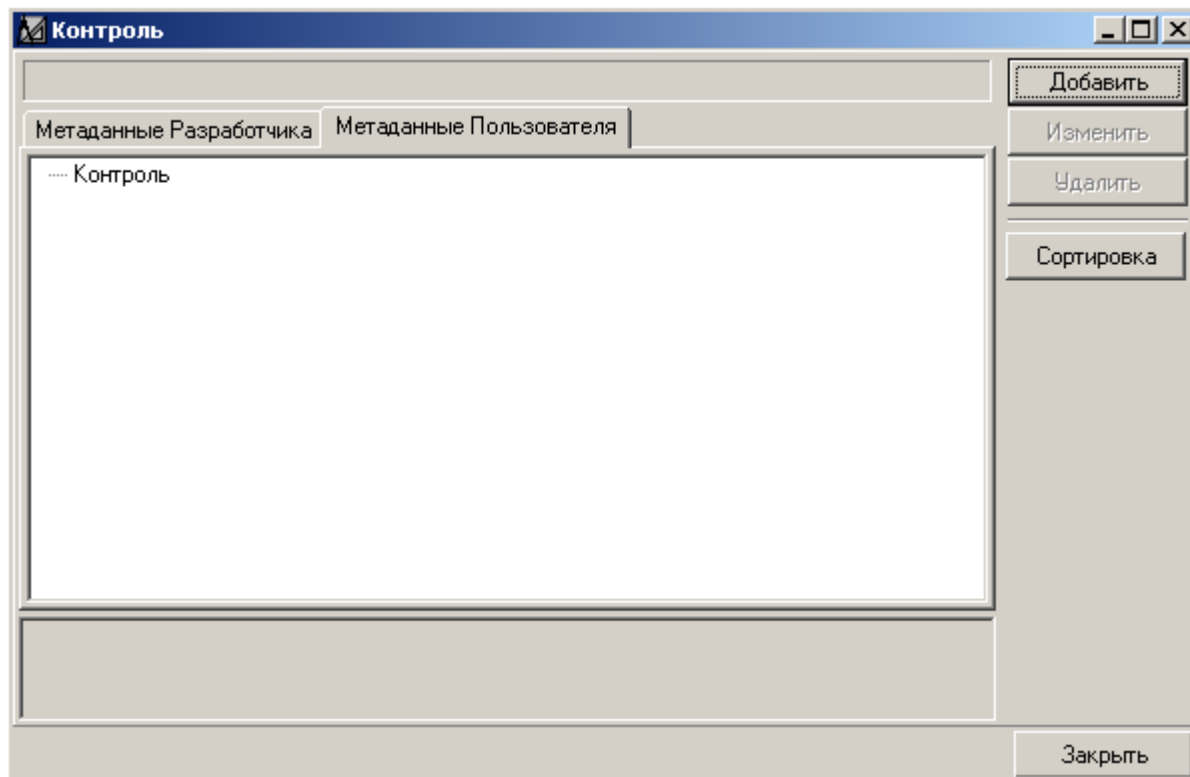 Контроль
Добавить
Метаданные Разработчика
Метаданные Пользователя
Изменить
Контроль
Удалить
Сортировка
Закрыть